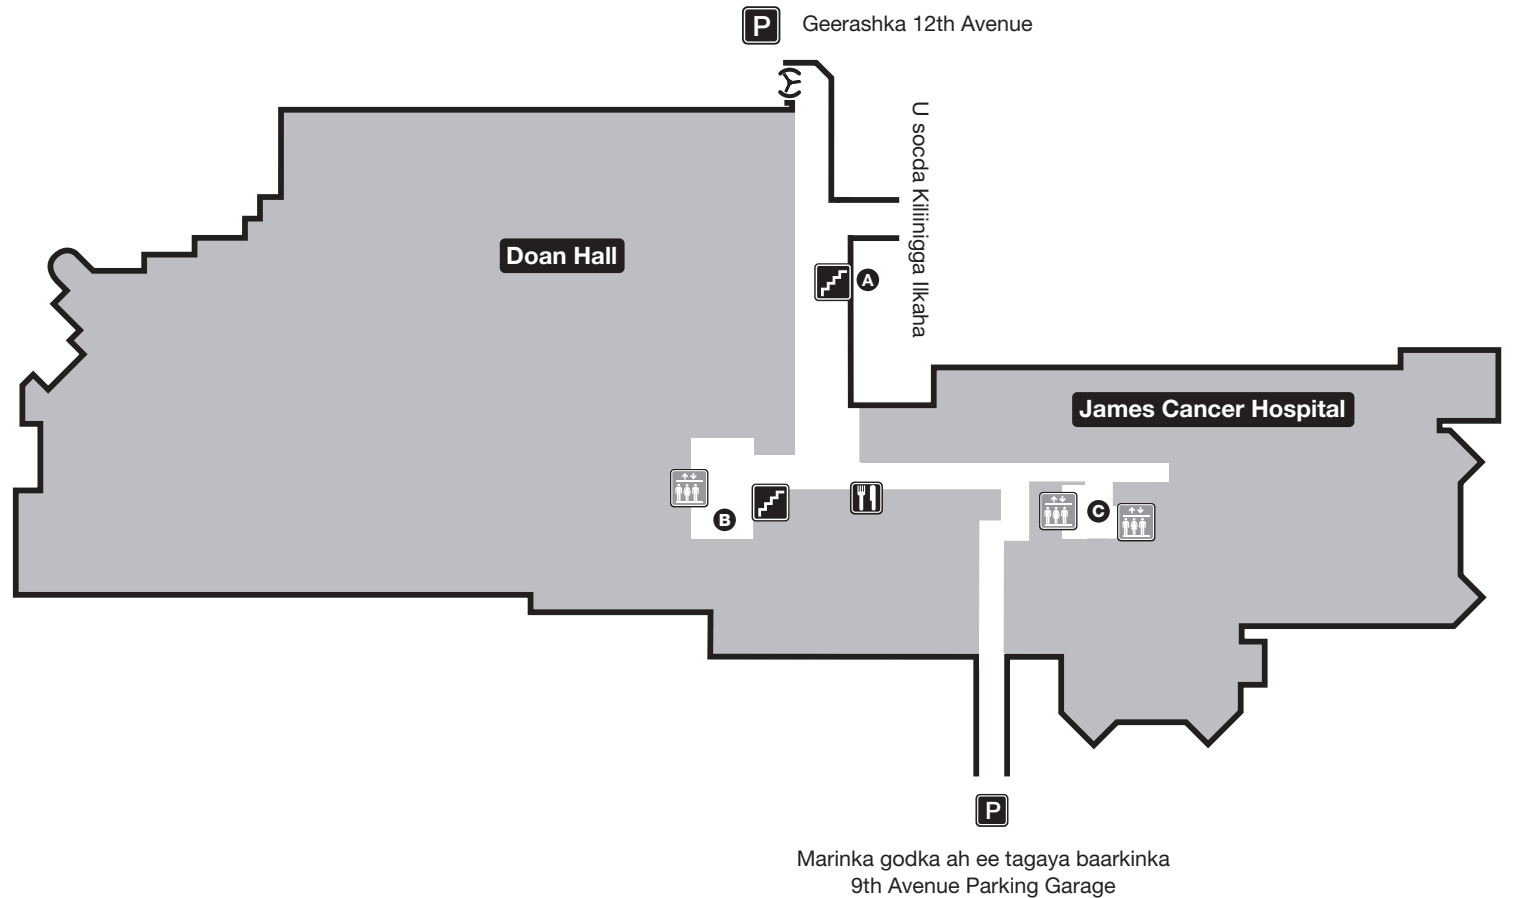 P
Geerashka 12th Avenue
U socda Kiliinigga Ilkaha
Doan Hall
A
James Cancer Hospital
B
C
P
Marinka godka ah ee tagaya baarkinka
9th Avenue Parking Garage